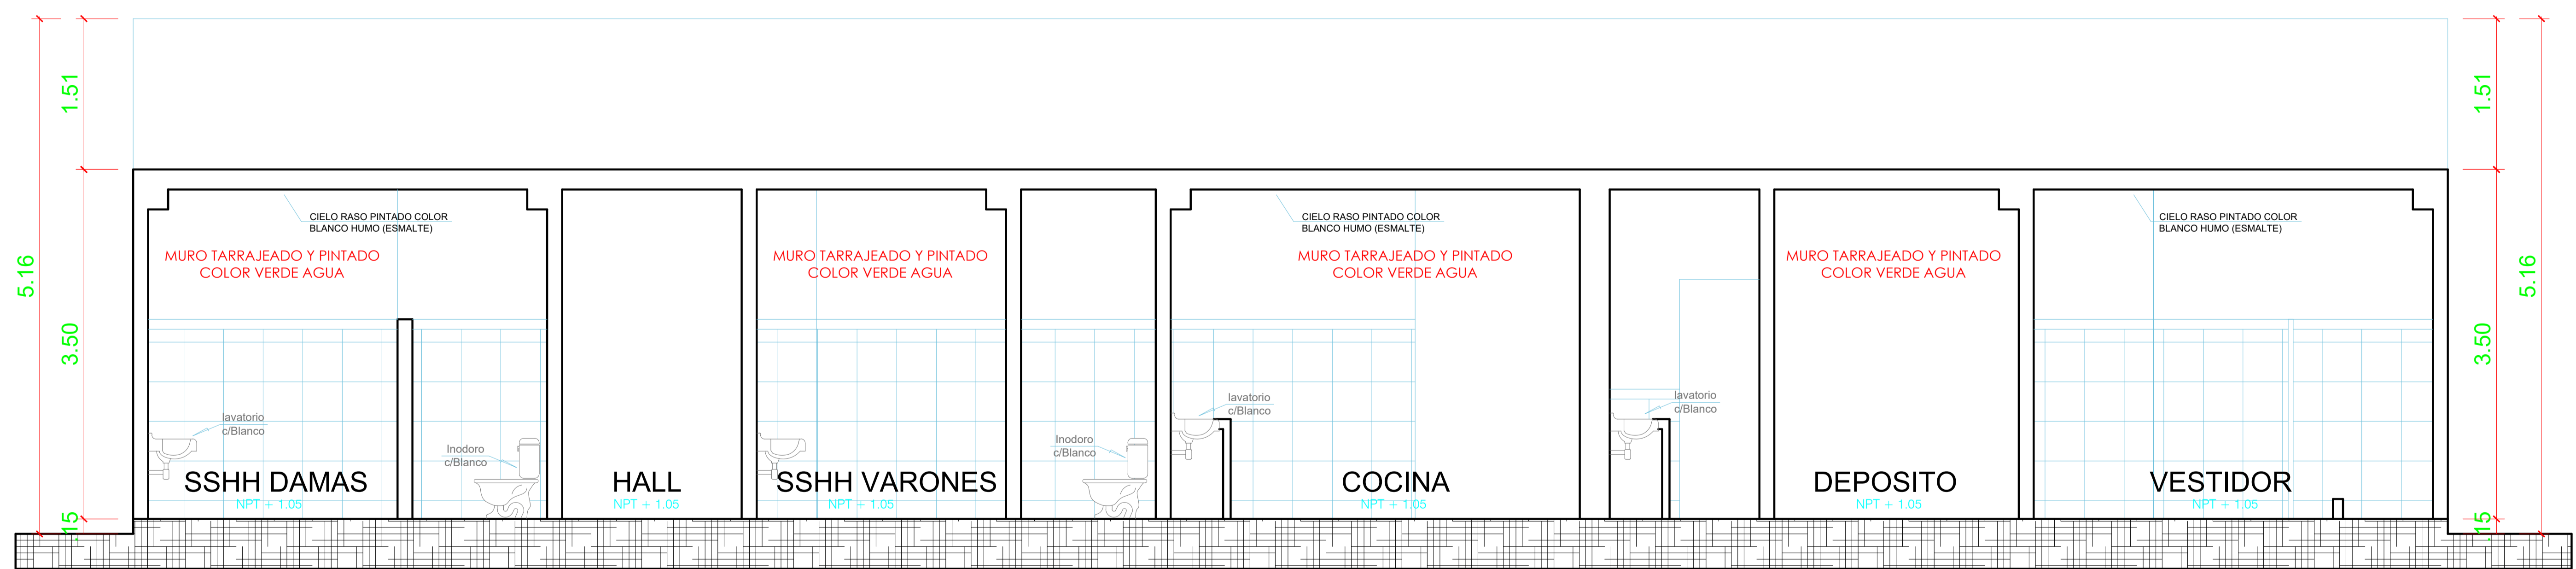 1.51
1.51
CIELO RASO PINTADO COLOR
BLANCO HUMO (ESMALTE)
CIELO RASO PINTADO COLOR
BLANCO HUMO (ESMALTE)
CIELO RASO PINTADO COLOR
BLANCO HUMO (ESMALTE)
MURO TARRAJEADO Y PINTADO
COLOR VERDE AGUA
MURO TARRAJEADO Y PINTADO
COLOR VERDE AGUA
MURO TARRAJEADO Y PINTADO
COLOR VERDE AGUA
MURO TARRAJEADO Y PINTADO
COLOR VERDE AGUA
5.16
5.16
3.50
3.50
lavatorio
c/Blanco
Inodoro
c/Blanco
Inodoro
c/Blanco
lavatorio
c/Blanco
lavatorio
c/Blanco
SSHH DAMAS
NPT + 1.05
HALL
NPT + 1.05
SSHH VARONES
NPT + 1.05
COCINA
NPT + 1.05
DEPOSITO
NPT + 1.05
VESTIDOR
NPT + 1.05
.15
.15